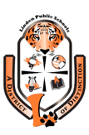 Linden Public Schools
A DISTRICT OF DISTINCTION